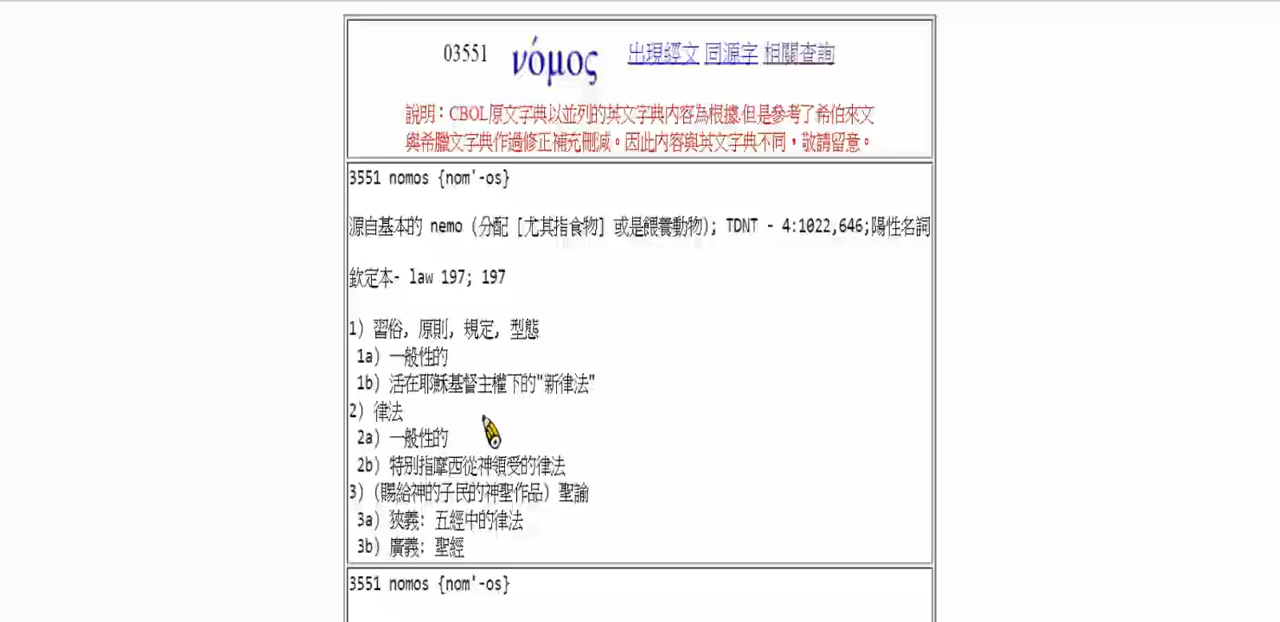 03551 νόμος 出現經文 同源字 相關查詢
說明：CBOL原文字典以並列的英文字典內容為根據.但是參考了希伯來文
與希臘文字典作過修正補充刪減。因此內容與英文字典不同，敬請留意。
3551 nomos {nom'-os}
源自基本的 nemo (分配 [尤其指食物] 或是餵養動物); TDNT - 4:1022,646;陽性名詞
欽定本- law 197; 197
1) 習俗, 原則, 規定, 型態
1a) 一般性的
1b) 活在耶穌基督主權下的"新律法"
2) 律法
2a) 一般性的
2b) 特別指摩西從神領受的律法
3) (賜給神的子民的神聖作品) 聖諭
3a) 狹義: 五經中的律法
3b) 廣義: 聖經
3551 nomos {nom'-os}